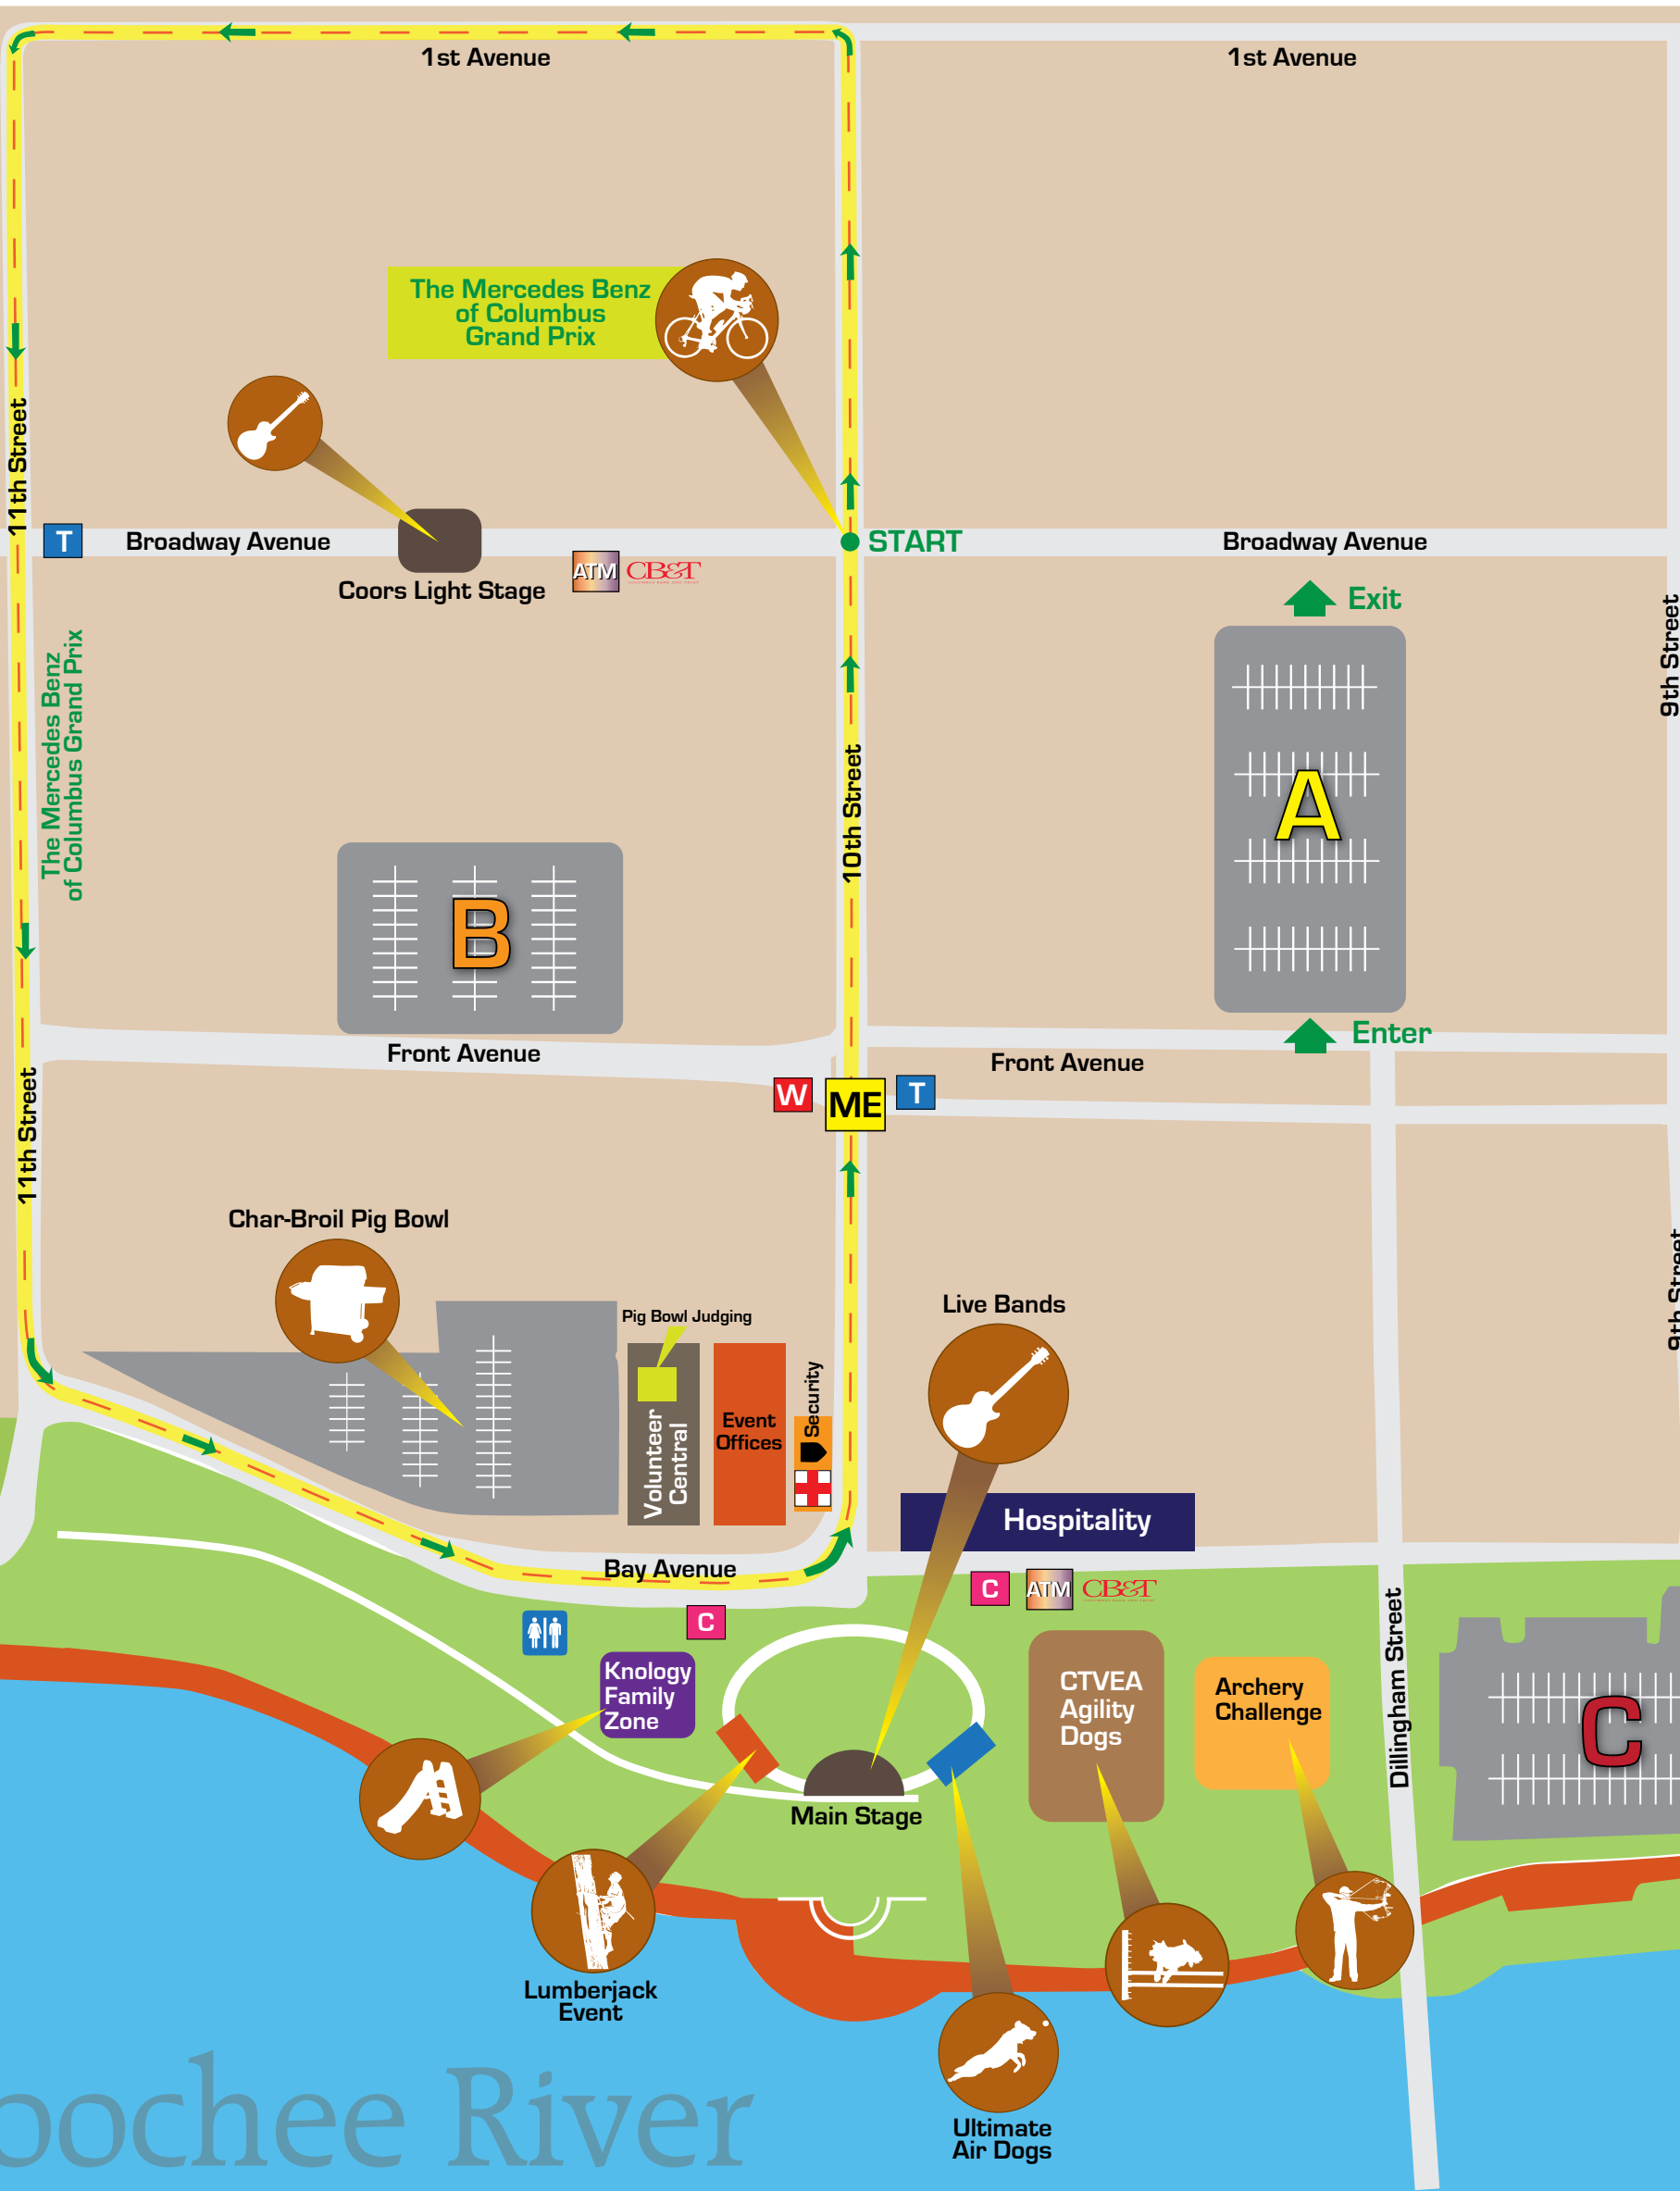 1st Avenue
1st Avenue
The Mercedes Benz
of Columbus
Grand Prix
11th Street
T
Broadway Avenue
START
Broadway Avenue
ATM
CB&T
Coors Light Stage
Exit
9th Street
The Mercedes Benz
of Columbus Grand Prix
10th Street
A
B
Front Avenue
Enter
Front Avenue
W
ME
T
11th Street
Char-Broil Pig Bowl
9th Street
Live Bands
Pig Bowl Judging
Volunteer
Central
Event
Offices
Security
Hospitality
Bay Avenue
C
ATM
CB&T
C
Knology
Family
Zone
CTVEA
Agility
Dogs
Archery
Challenge
Dillingham Street
C
Main Stage
Lumberjack
Event
Ultimate
Air Dogs
oochee River